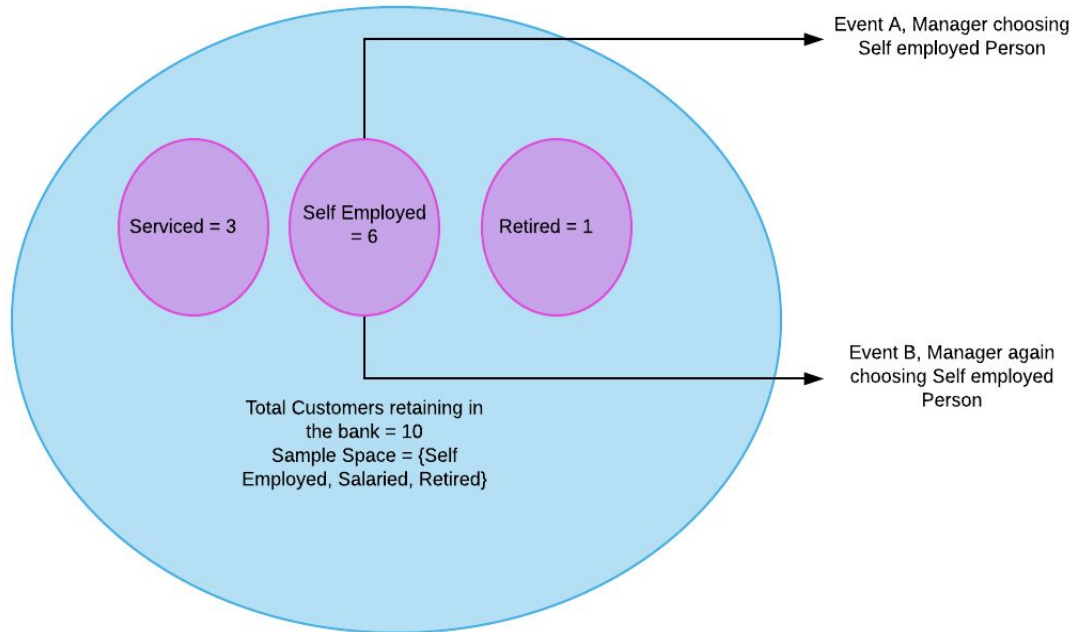 Event A, Manager choosing
Self employed Person
Serviced = 3
Self Employed
= 6
Retired = 1
Event B, Manager again
choosing Self employed
Person
Total Customers retaining in
the bank = 10
Sample Space = {Self
Employed, Salaried, Retired}